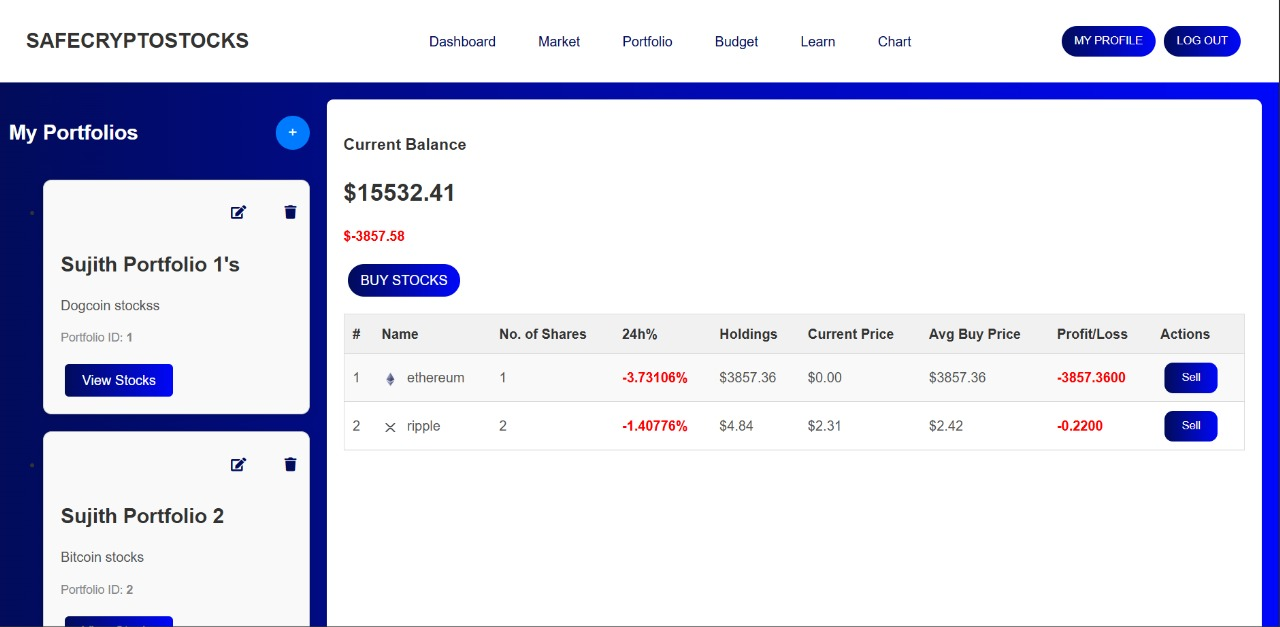 SAFECRYPTOSTOCKS
Dashboard Market Portfolio Budget Learn Chart
MY PROFILE LOG OUT
My Portfolios
+
Sujith Portfolio 1's
Dogcoin stockss
Portfolio ID: 1
View Stocks
Sujith Portfolio 2
Bitcoin stocks
Portfolio ID: 2
Current Balance
$15532.41
$-3857.58
BUY STOCKS
# Name No. of Shares 24h% Holdings Current Price Avg Buy Price Profit/Loss Actions
1 ethereum 1 -3.73106% $3857.36 $0.00 $3857.36 -3857.3600 Sell
2 ripple 2 -1.40776% $4.84 $2.31 $2.42 -0.2200 Sell